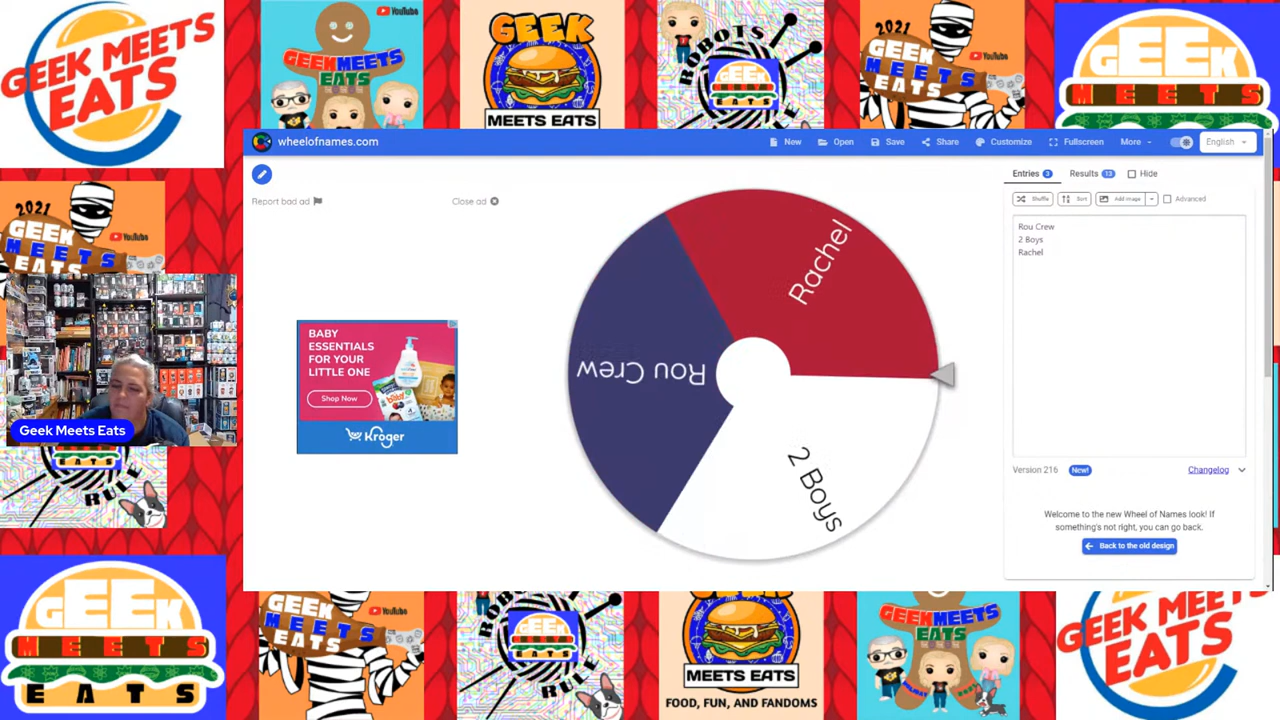 GEEK MEETS
EATS
YouTube
GEEKMEETS
EATS
GEEK
MEETS EATS
ROBOTS
GEEK
MEETS
EATS
2021
GEEK
MEETS
EATS
YouTube
GEEK
MEETS
2021
GEEK
MEETS
EATS
YouTube
wheelofnames.com
New
Open
Save
Share
Customize
Fullscreen
More
English
Report bad ad
Close ad
BABY
ESSENTIALS
FOR YOUR
LITTLE ONE
Shop Now
Kroger
Rachel
Rou Crew
2 Boys
Entries 3
Results 13
Hide
Shuffle
Sort
Add image
Advanced
Rou Crew
2 Boys
Rachel
Version 216
New!
Changelog
Welcome to the new Wheel of Names look! If
something's not right, you can go back.
Back to the old design
Geek Meets Eats
EATS
RULE
GEEK
MEETS
EATS
GEEK
MEETS
EATS
YouTube
GEEK
MEETS
EATS
RULE
MEETS EATS
FOOD, FUN, AND FANDOMS
GEEKMEETS
EATS
HOLIDAY
GEEK MEETS
EATS